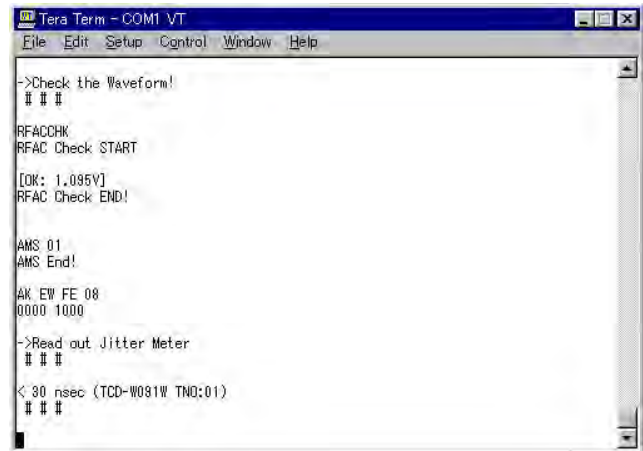 Tera Term - COM1 VT
File Edit Setup Control Window Help
->Check the Waveform!
# # #
RFACCHK
RFAC Check START
[OK: 1.095V]
RFAC Check END!
AMS 01
AMS End!
AK EW FE 08
0000 1000
->Read out Jitter Meter
# # #
< 30 nsec (TCD-W091W TNO:01)
# # #